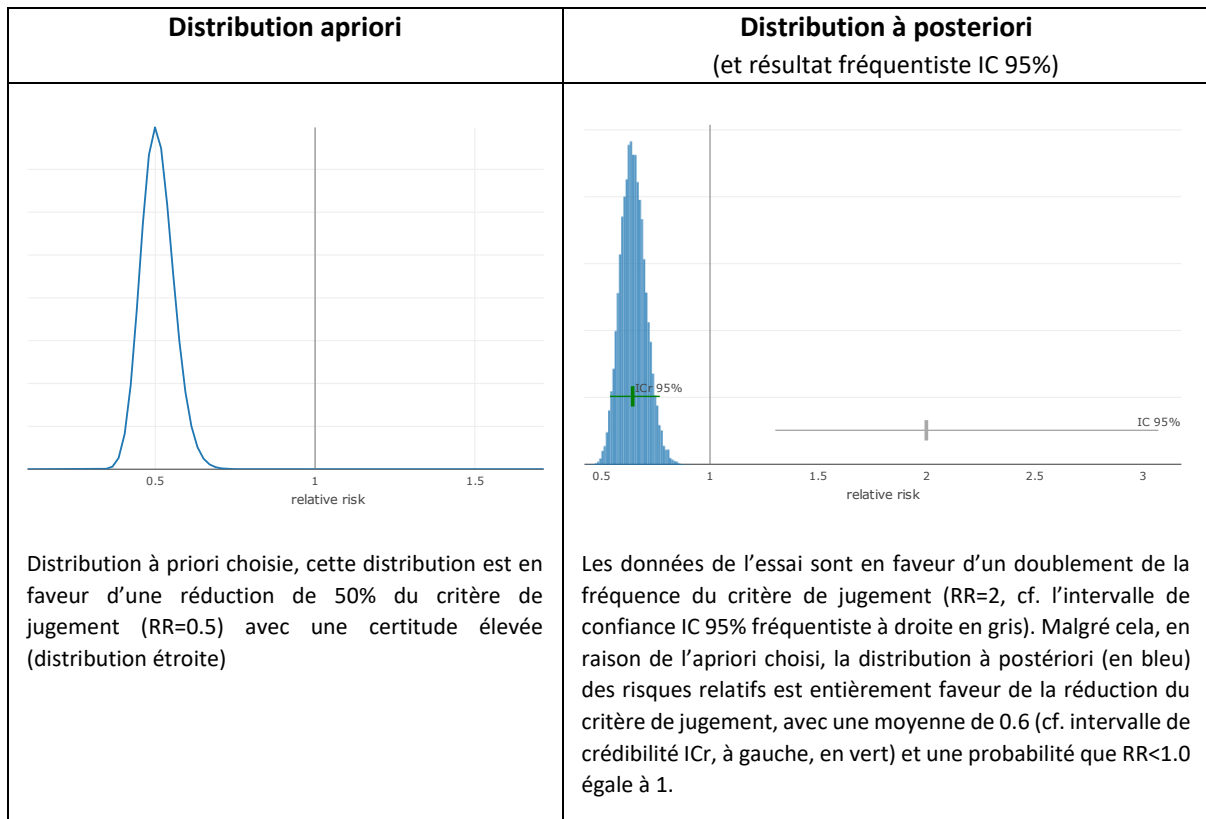 Distribution apriori
Distribution à posteriori
(et résultat fréquentiste IC 95%)
0.5
1
1.5
relative risk
ICr 95%
IC 95%
0.5
1
1.5
2
2.5
3
relative risk
Distribution à priori choisie, cette distribution est en
faveur d’une réduction de 50% du critère de
jugement (RR=0.5) avec une certitude élevée
(distribution étroite)
Les données de l’essai sont en faveur d’un doublement de la
fréquence du critère de jugement (RR=2, cf. l’intervalle de
confiance IC 95% fréquentiste à droite en gris). Malgré cela, en
raison de l’apriori choisi, la distribution à postériori (en bleu)
des risques relatifs est entièrement faveur de la réduction du
critère de jugement, avec une moyenne de 0.6 (cf. intervalle de
crédibilité ICr, à gauche, en vert) et une probabilité que RR<1.0
égale à 1.